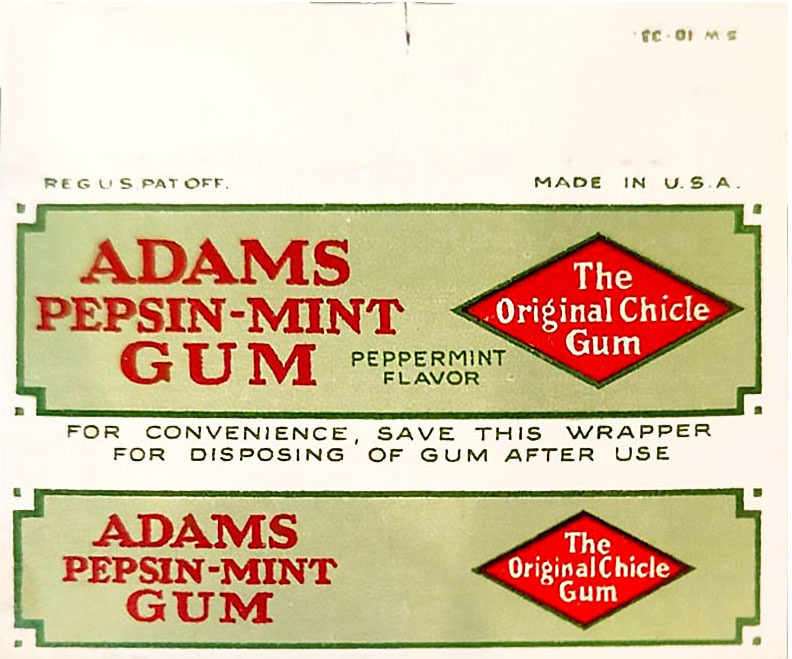 S W 10-38
REG U S. PAT OFF.
MADE IN U.S.A.
ADAMS
PEPSIN-MINT
GUM
PEPPERMINT
FLAVOR
The
Original Chicle
Gum
FOR CONVENIENCE, SAVE THIS WRAPPER
FOR DISPOSING OF GUM AFTER USE
ADAMS
PEPSIN-MINT
GUM
The
Original Chicle
Gum